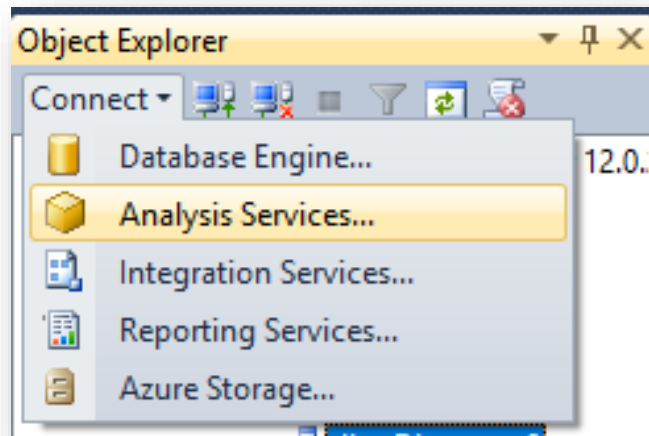 Object Explorer
Connect
Database Engine...
12.0.
Analysis Services...
Integration Services...
Reporting Services...
Azure Storage...